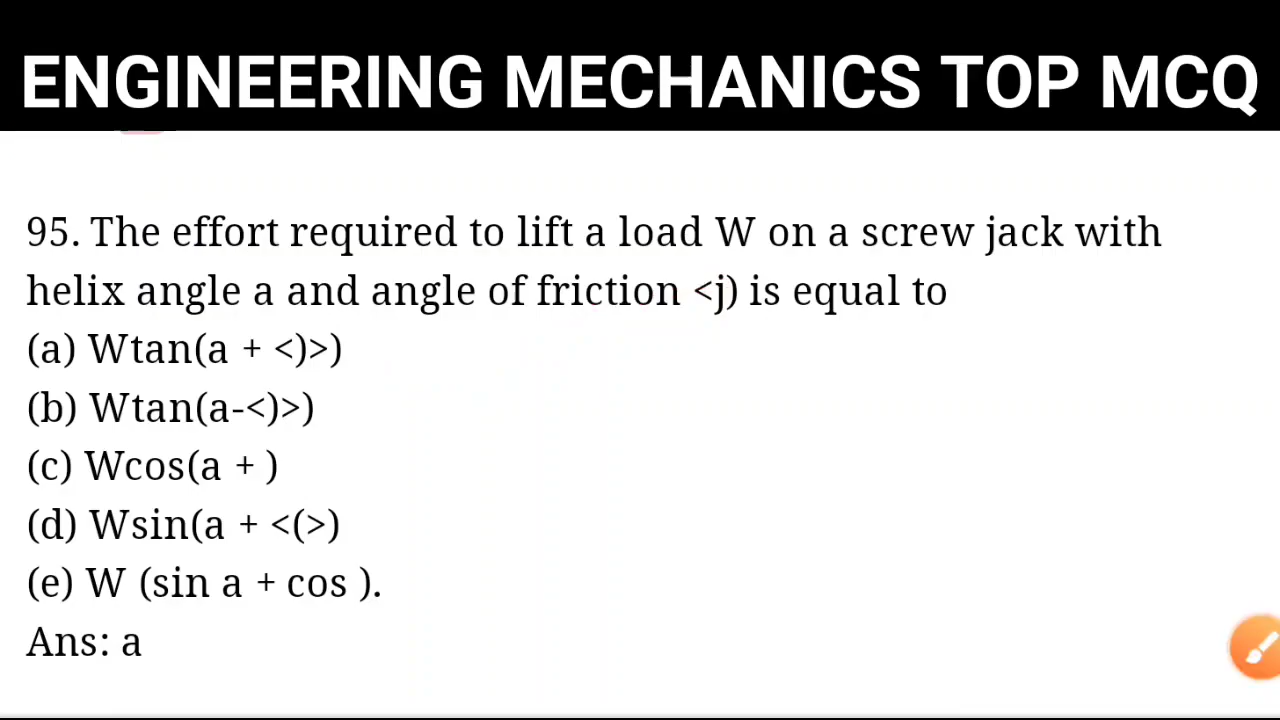 ENGINEERING MECHANICS TOP MCQ
95. The effort required to lift a load W on a screw jack with
helix angle a and angle of friction <j) is equal to
(a) Wtan(a + <)>)
(b) Wtan(a-<)>)
(c) Wcos(a + )
(d) Wsin(a + <(>)
(e) W (sin a + cos ).
Ans: a